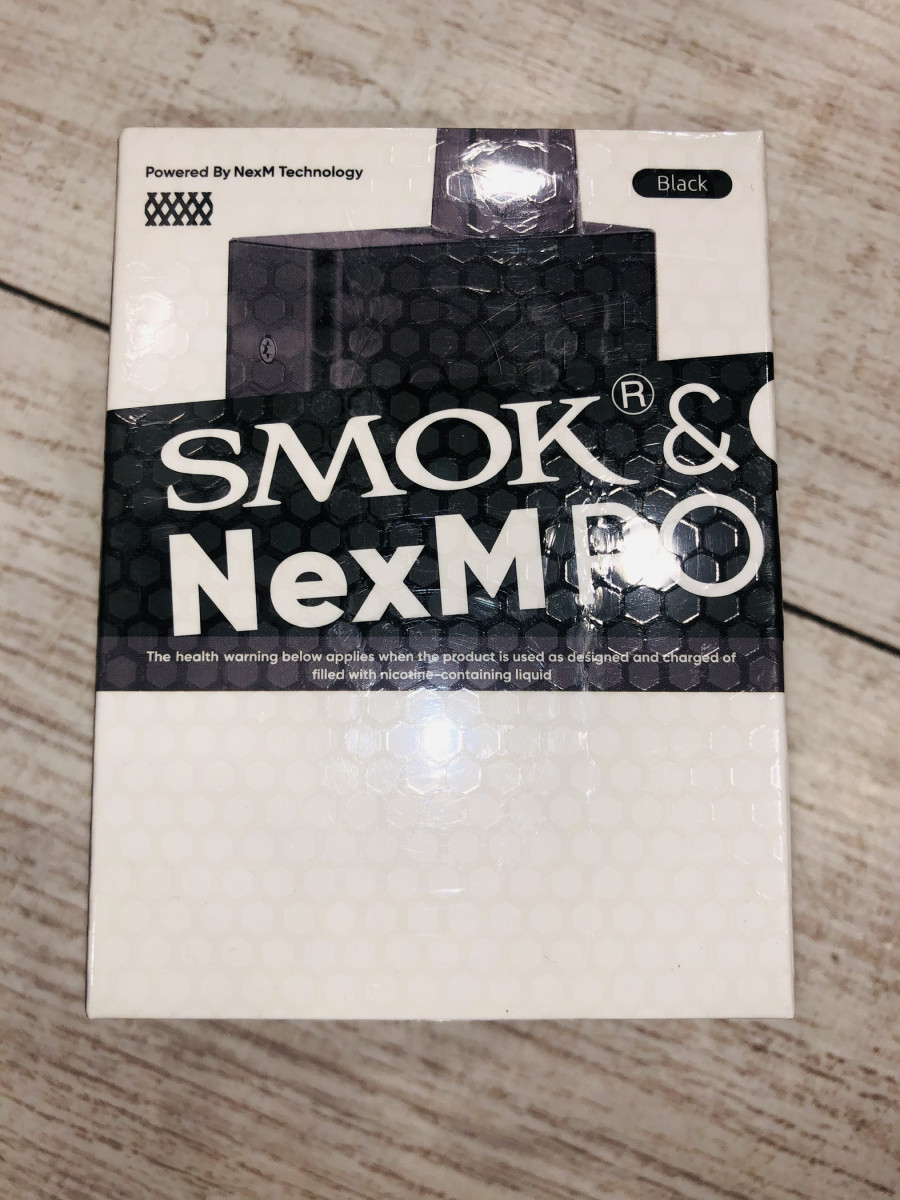 Powered By NexM Technology
Black
SMOK® &
NexM PO
The health warning below applies when the product is used as designed and charged of
filled with nicotine-containing liquid